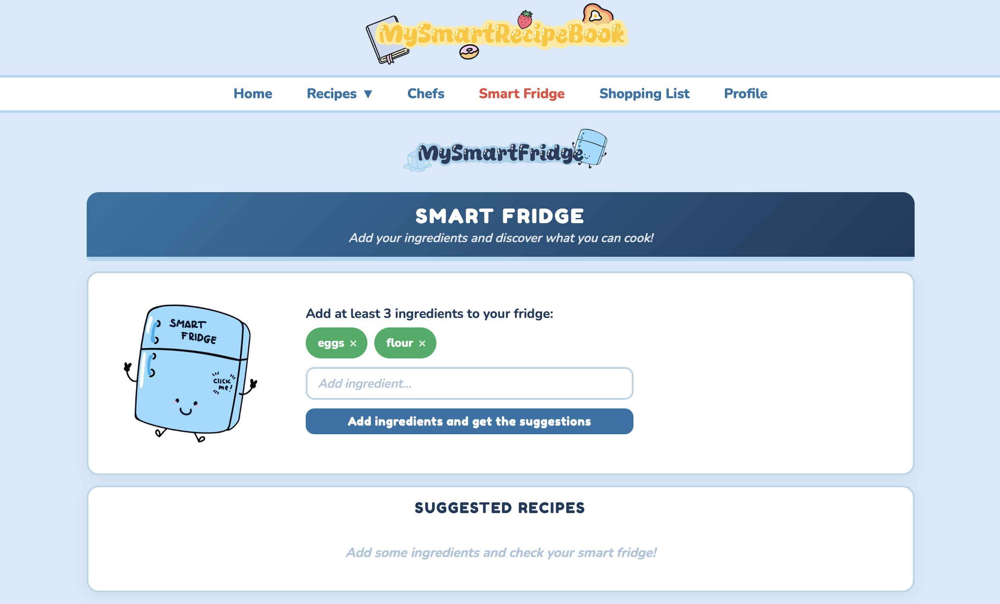 MySmartRecipeBook
Home Recipes ▼ Chefs Smart Fridge Shopping List Profile
MySmartFridge
SMART FRIDGE
Add your ingredients and discover what you can cook!
SMART
FRIDGE
click
me!
Add at least 3 ingredients to your fridge:
eggs × flour ×
Add ingredient...
Add ingredients and get the suggestions
SUGGESTED RECIPES
Add some ingredients and check your smart fridge!